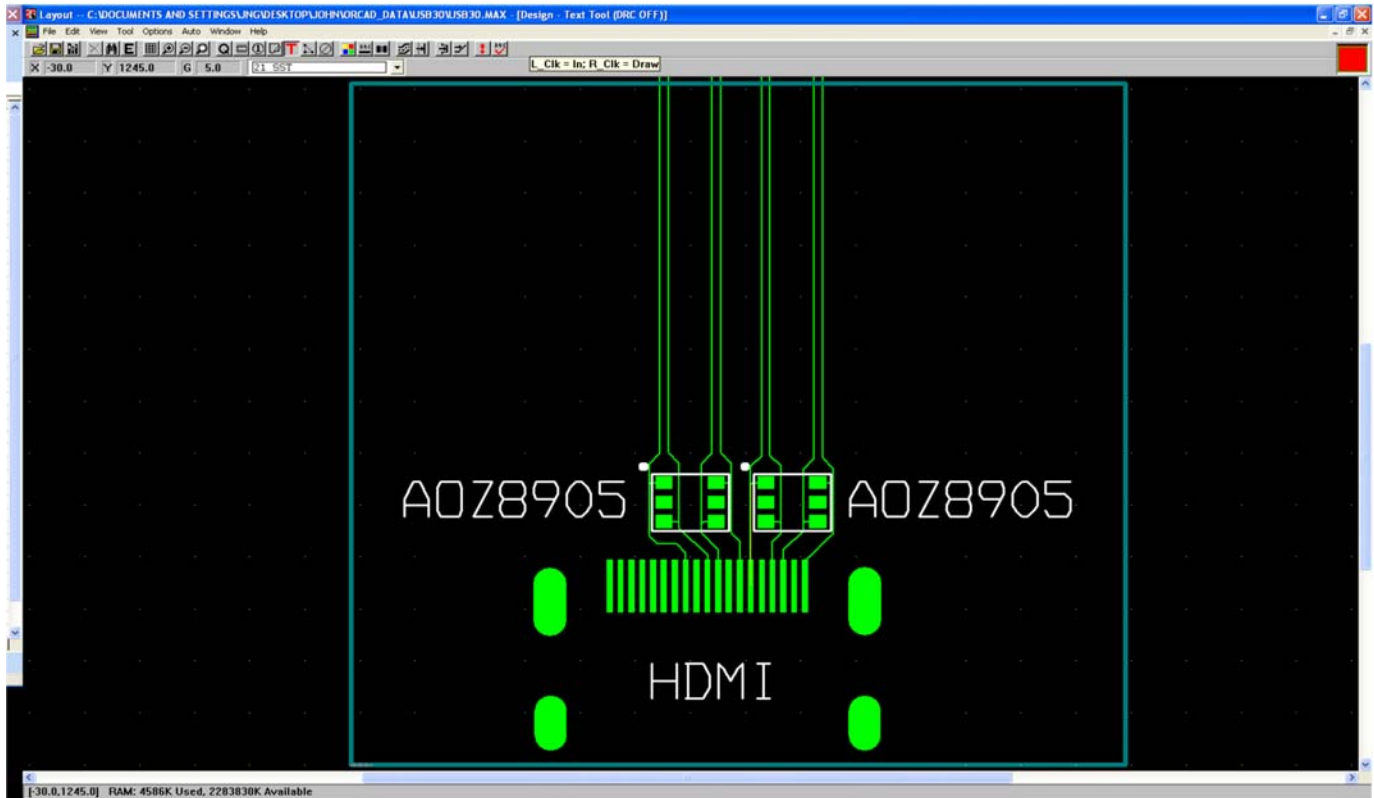 Layout -- C:\DOCUMENTS AND SETTINGS\JNG\DESKTOP\JOHN\ORCAD_DATA\USB30\USB30.MAX - [Design - Text Tool (DRC OFF)]
File Edit View Tool Options Auto Window Help
X -30.0 Y 1245.0 G 5.0 21 SST L_Clk = In; R_Clk = Draw
AOZ8905 AOZ8905
HDMI
[-30.0,1245.0] RAM: 4586K Used, 2283830K Available